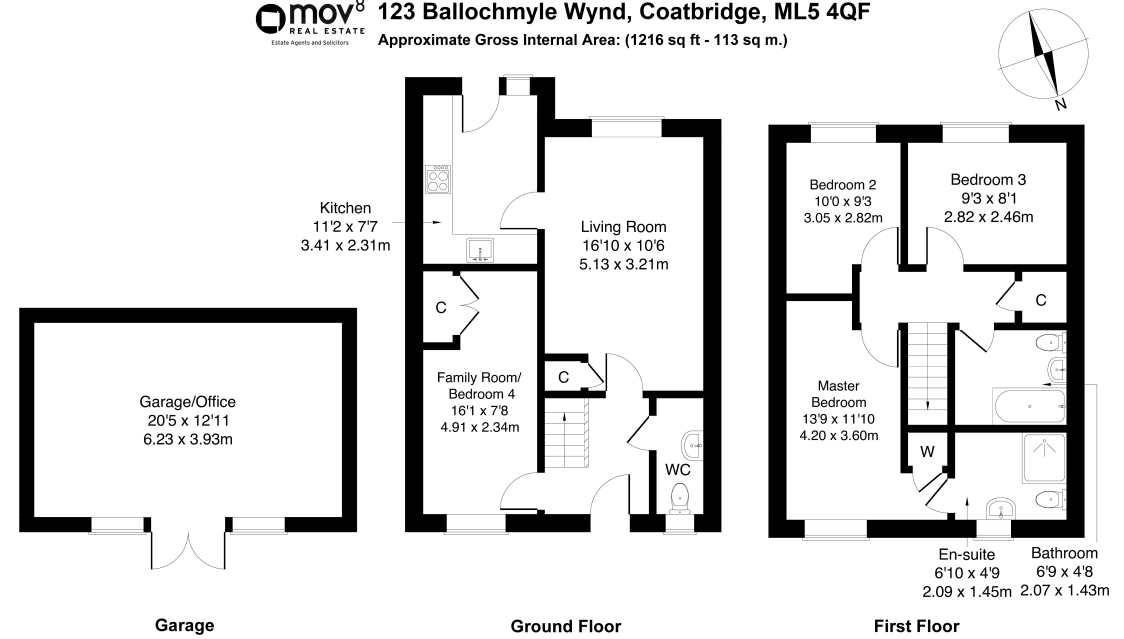 mov8
REAL ESTATE
Estate Agents and Solicitors
123 Ballochmyle Wynd, Coatbridge, ML5 4QF
Approximate Gross Internal Area: (1216 sq ft - 113 sq m.)
N
Kitchen
11'2 x 7'7
3.41 x 2.31m
Living Room
16'10 x 10'6
5.13 x 3.21m
C
C
Family Room/
Bedroom 4
16'1 x 7'8
4.91 x 2.34m
WC
Garage/Office
20'5 x 12'11
6.23 x 3.93m
Bedroom 2
10'0 x 9'3
3.05 x 2.82m
Bedroom 3
9'3 x 8'1
2.82 x 2.46m
C
Master
Bedroom
13'9 x 11'10
4.20 x 3.60m
W
En-suite
6'10 x 4'9
2.09 x 1.45m
Bathroom
6'9 x 4'8
2.07 x 1.43m
Garage
Ground Floor
First Floor